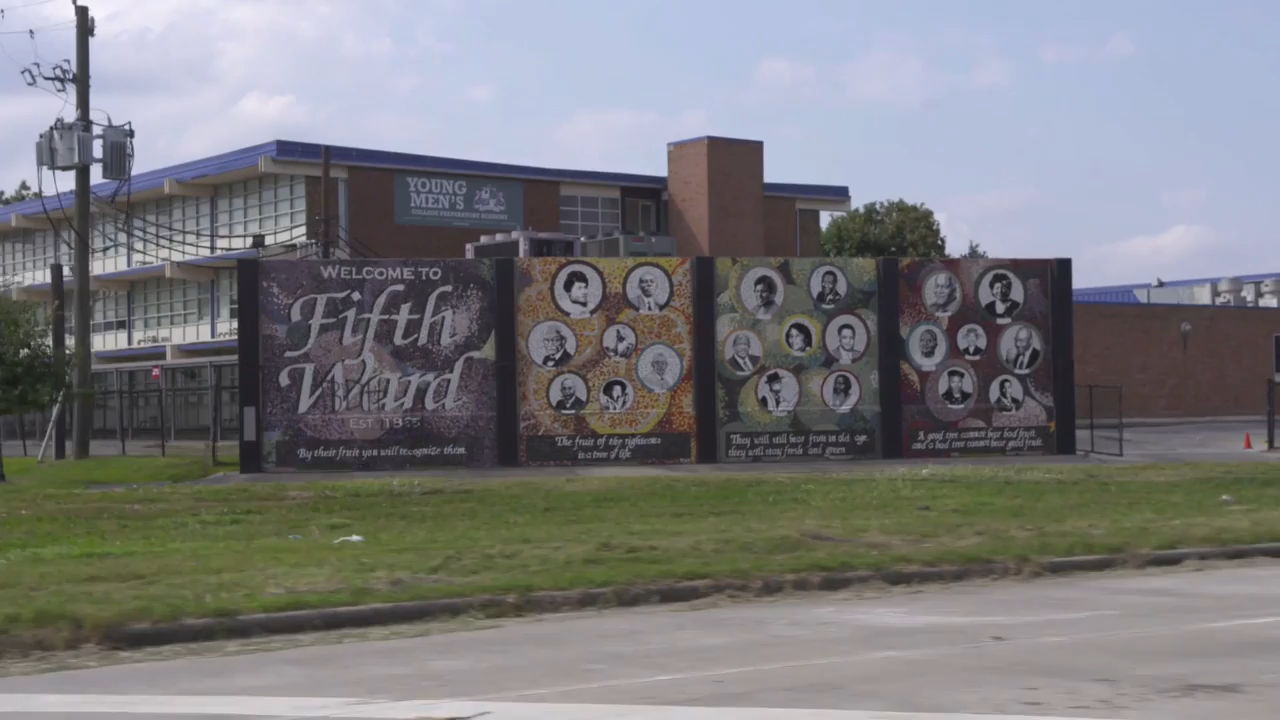 YOUNG
MEN'S
COLLEGE PREPARATORY ACADEMY
WELCOME TO
Fifth
Ward
EST 1866
By their fruit you will recognize them.
The fruit of the righteous
is a tree of life
They will still bear fruit in old age,
they will stay fresh and green
A good tree cannot bear bad fruit,
and a bad tree cannot bear good fruit.